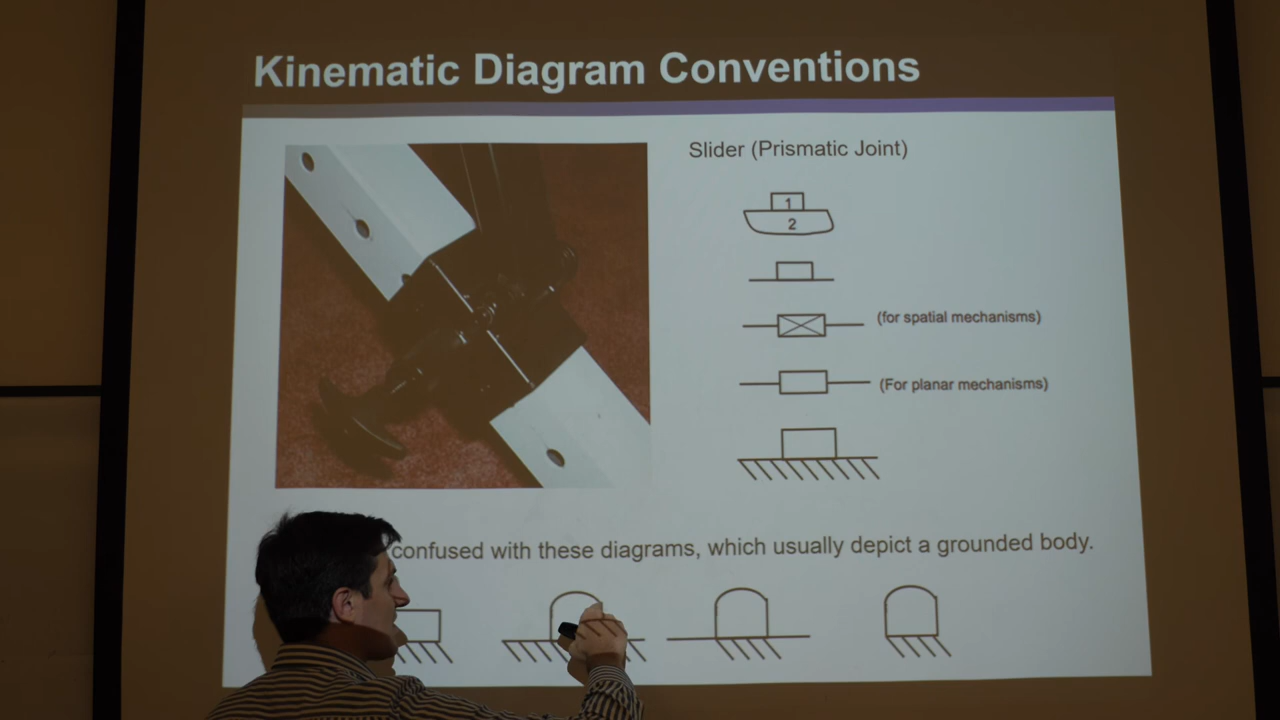 Kinematic Diagram Conventions
Slider (Prismatic Joint)
1
2
(for spatial mechanisms)
(For planar mechanisms)
confused with these diagrams, which usually depict a grounded body.